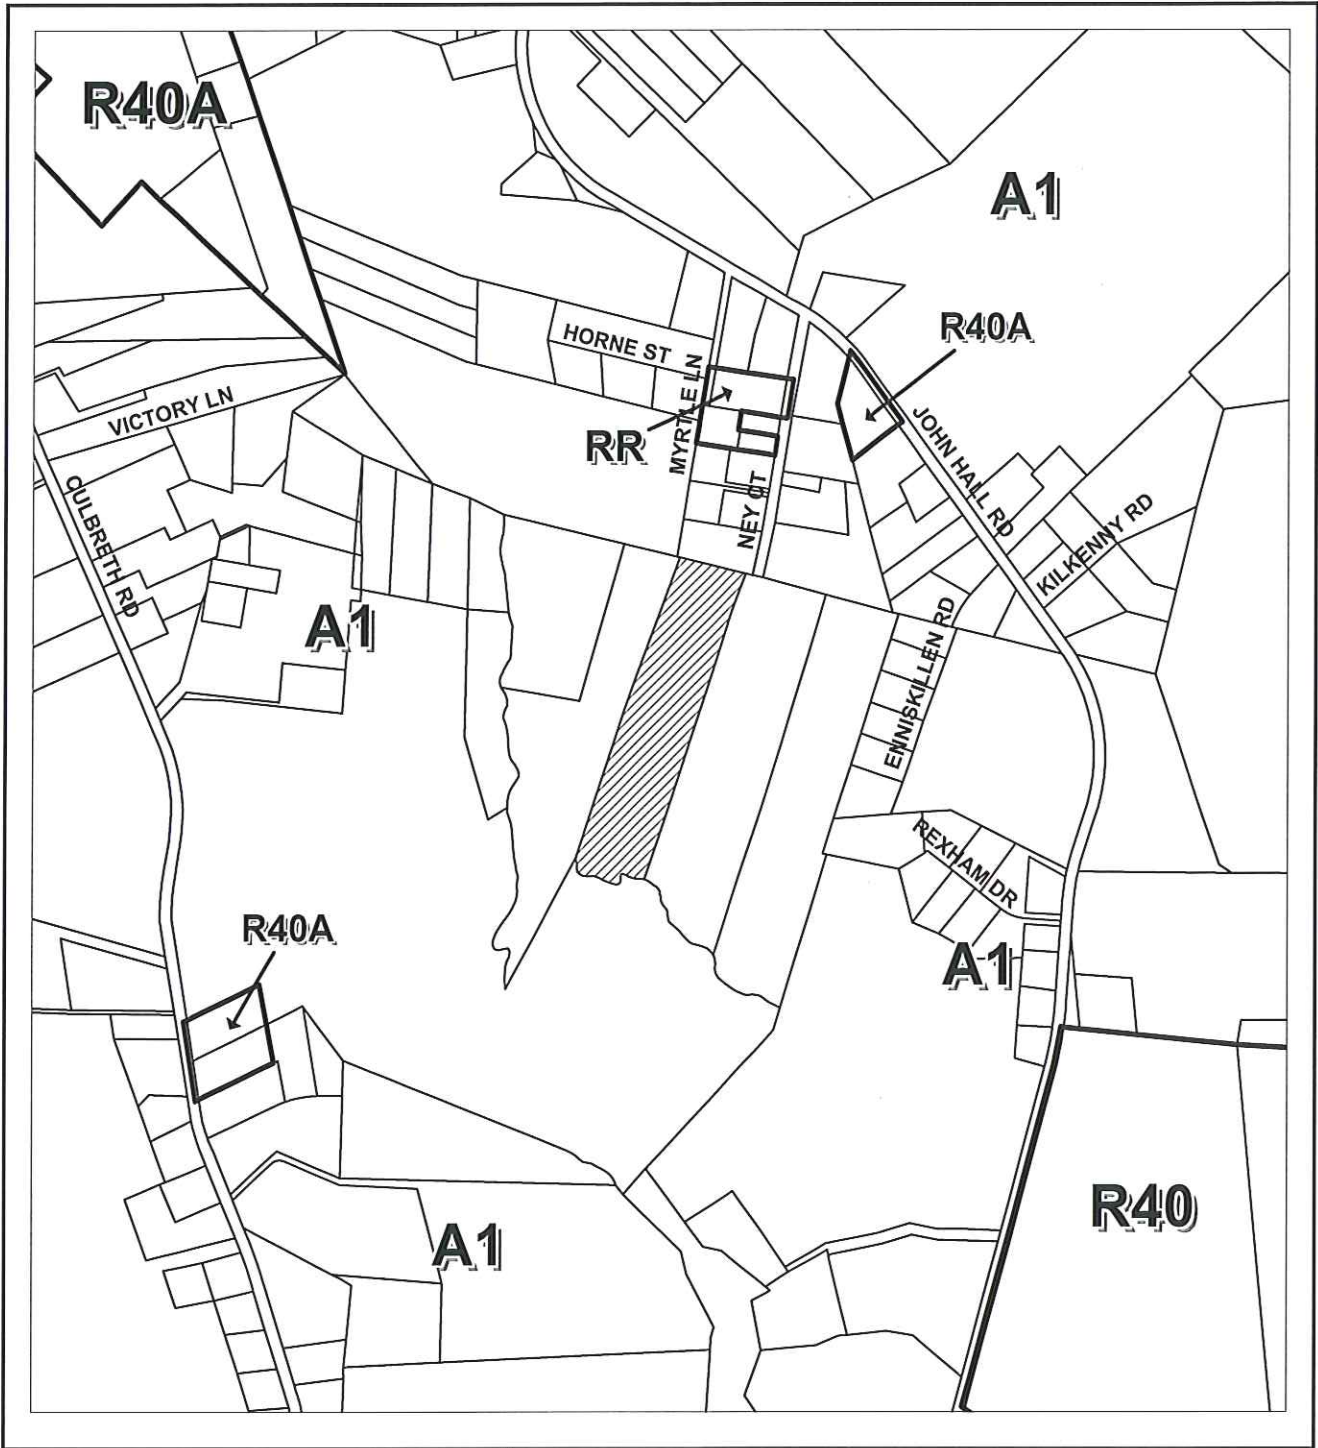 R40A
A1
R40A
HORNE ST
MYRTLE LN
RR
VICTORY LN
JOHN HALL RD
CULBRETH RD
NEY CT
KILKENNY RD
A1
ENNISKILLEN RD
REXHAM DR
R40A
A1
R40
A1